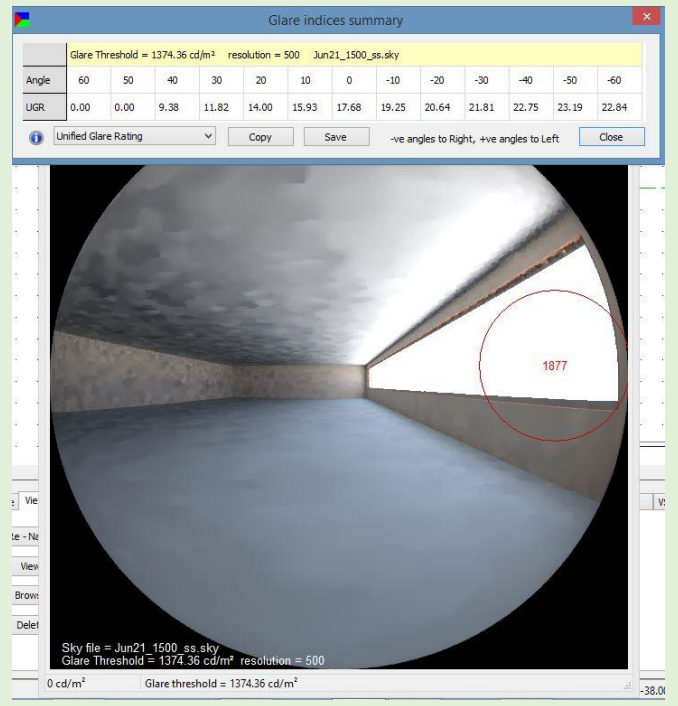 Glare indices summary
Glare Threshold = 1374.36 cd/m² resolution = 500 Jun21_1500_ss.sky
Angle 60 50 40 30 20 10 0 -10 -20 -30 -40 -50 -60
UGR 0.00 0.00 9.38 11.82 14.00 15.93 17.68 19.25 20.64 21.81 22.75 23.19 22.84
Unified Glare Rating Copy Save -ve angles to Right, +ve angles to Left Close
1877
Vie
View
Brows
Delet
Sky file = Jun21_1500_ss.sky
Glare Threshold = 1374.36 cd/m² resolution = 500
0 cd/m² Glare threshold = 1374.36 cd/m²